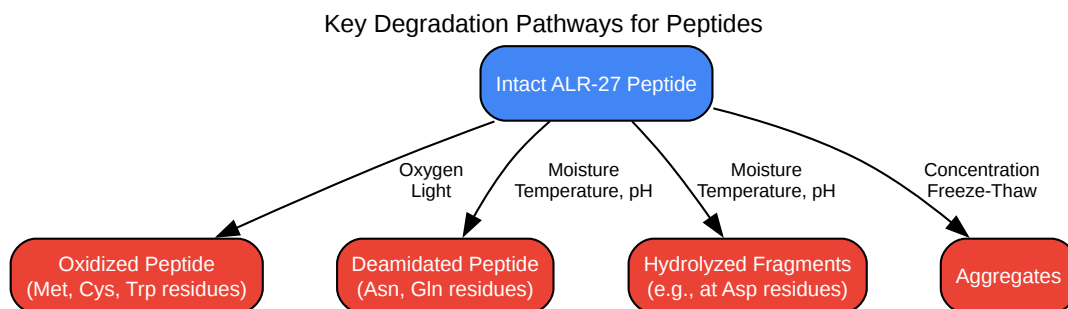 Key Degradation Pathways for Peptides
Intact ALR-27 Peptide
Oxygen
Light
Moisture
Temperature, pH
Moisture
Temperature, pH
Concentration
Freeze-Thaw
Oxidized Peptide
(Met, Cys, Trp residues)
Deamidated Peptide
(Asn, Gln residues)
Hydrolyzed Fragments
(e.g., at Asp residues)
Aggregates